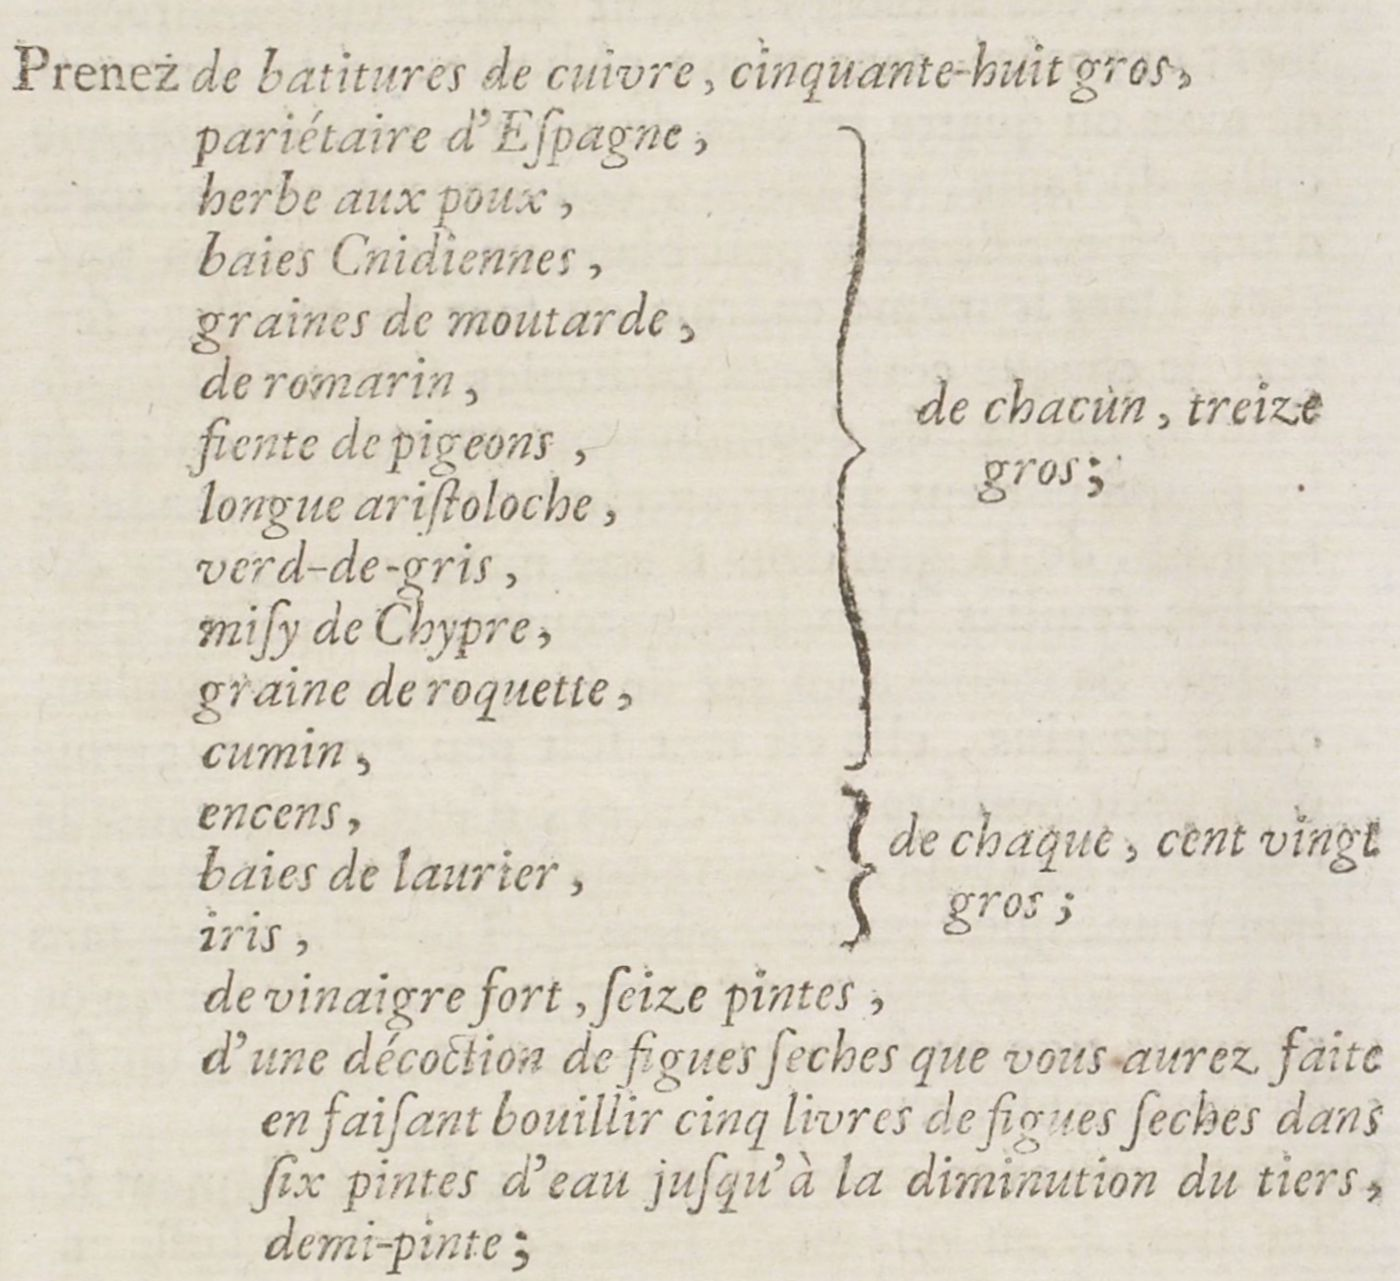 Prenez de batitures de cuivre, cinquante-huit gros,
pariétaire d'Eſpagne,
herbe aux poux,
baies Cnidiennes,
graines de moutarde,
de romarin,
de chacun, treize
fiente de pigeons,
gros;
longue ariſtoloche,
verd-de-gris,
miſy de Chypre,
graine de roquette,
cumin,
encens,
de chaque, cent vingt
baies de laurier,
gros;
iris,
de vinaigre fort, ſeize pintes,
d'une décoction de figues ſeches que vous aurez faite
en faiſant bouillir cinq livres de figues ſeches dans
ſix pintes d'eau juſqu'à la diminution du tiers,
demi-pinte;